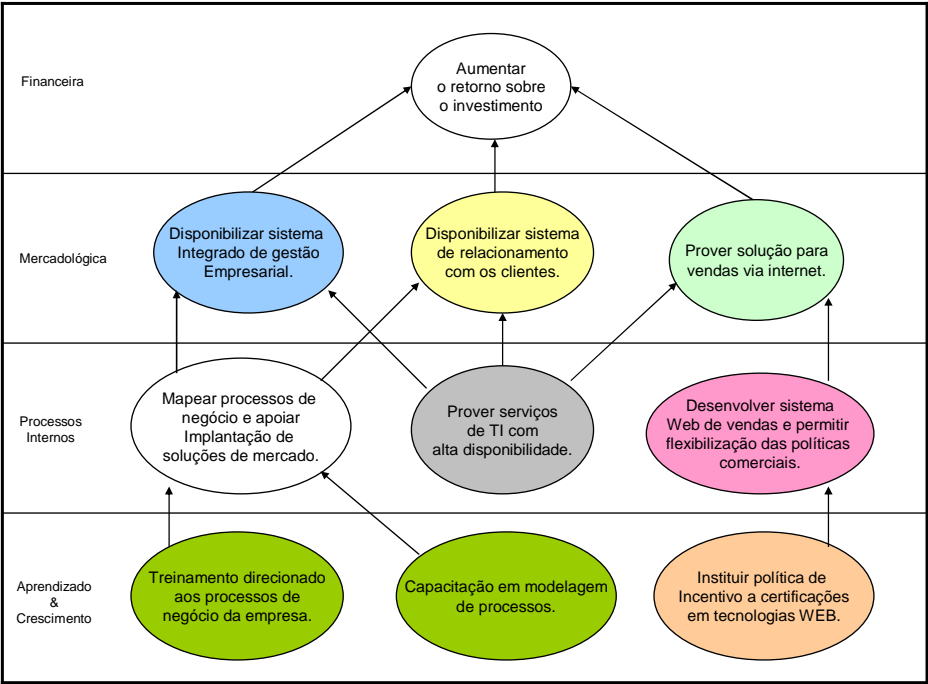 Financeira
Aumentar
o retorno sobre
o investimento
Mercadológica
Disponibilizar sistema
Integrado de gestão
Empresarial.
Disponibilizar sistema
de relacionamento
com os clientes.
Prover solução para
vendas via internet.
Processos
Internos
Mapear processos de
negócio e apoiar
Implantação de
soluções de mercado.
Prover serviços
de TI com
alta disponibilidade.
Desenvolver sistema
Web de vendas e permitir
flexibilização das políticas
comerciais.
Aprendizado
&
Crescimento
Treinamento direcionado
aos processos de
negócio da empresa.
Capacitação em modelagem
de processos.
Instituir política de
Incentivo a certificações
em tecnologias WEB.